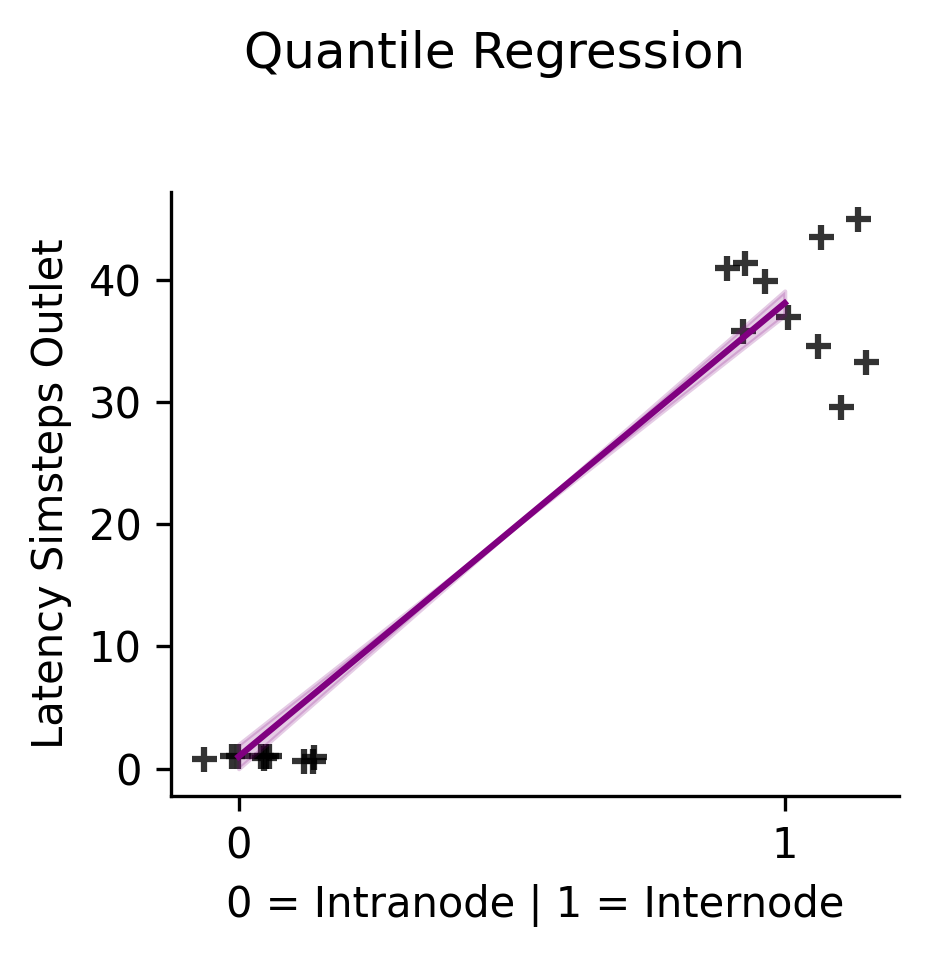 Quantile Regression
Latency Simsteps Outlet
40
30
20
10
0
0 1
0 = Intranode | 1 = Internode